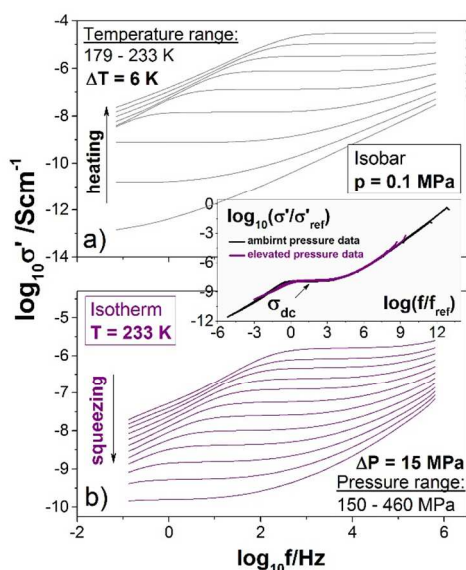 Temperature range:
179 - 233 K
ΔT = 6 K
heating
Isobar
p = 0.1 MPa
a)
-4
-6
-8
-10
-12
-14
log₁₀σ' /Scm⁻¹
log₁₀(σ'/σ'ref)
ambirnt pressure data
elevated pressure data
σdc
log(f/fref)
0
-3
-6
-9
-12
-6 -3 0 3 6 9 12
Isotherm
T = 233 K
squeezing
b)
ΔP = 15 MPa
Pressure range:
150 - 460 MPa
-5
-6
-7
-8
-9
-10
-2 0 2 4 6
log₁₀f/Hz